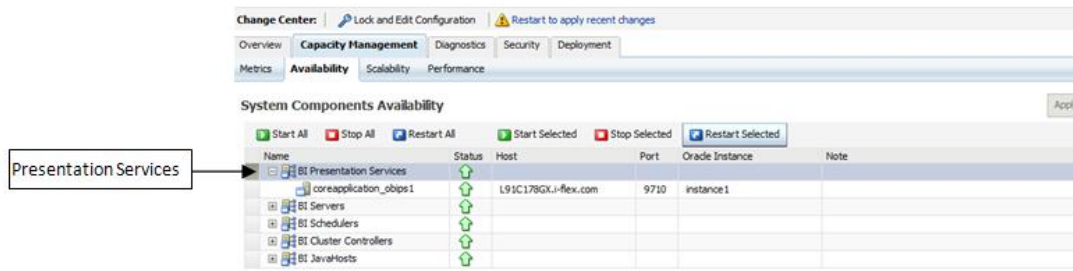 Change Center: Lock and Edit Configuration Restart to apply recent changes
Overview Capacity Management Diagnostics Security Deployment
Metrics Availability Scalability Performance
System Components Availability
Start All Stop All Restart All Start Selected Stop Selected Restart Selected
Name Status Host Port Oracle Instance Note
Presentation Services
BI Presentation Services
coreapplication_obips1 L91C178GX.i-flex.com 9710 instance1
BI Servers
BI Schedulers
BI Cluster Controllers
BI JavaHosts